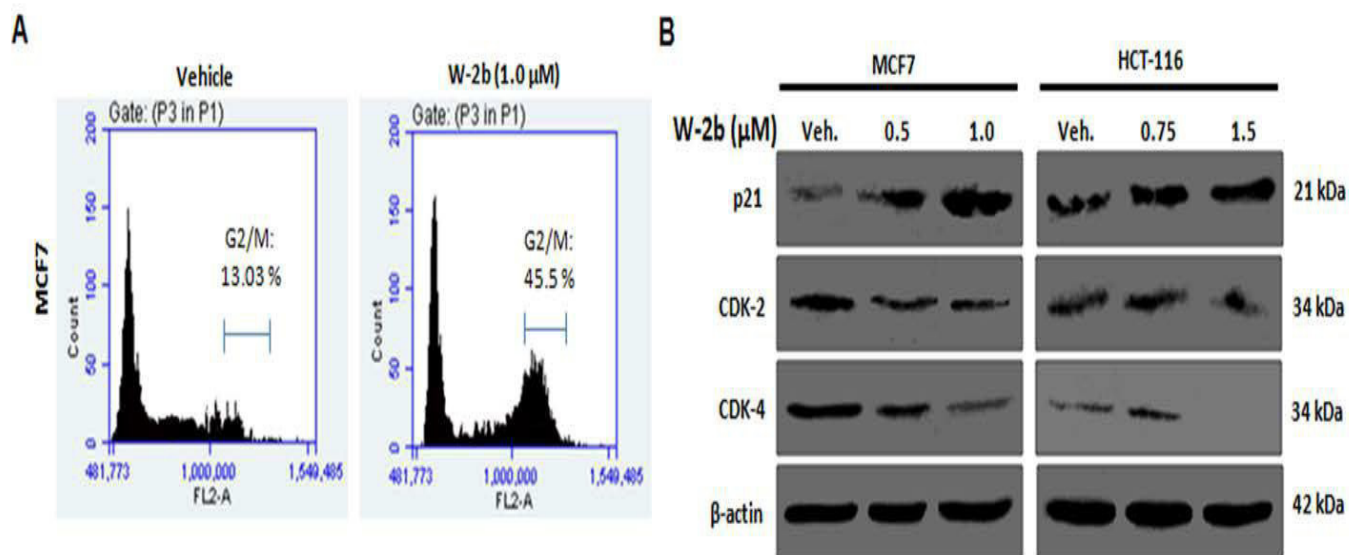 A
Vehicle
W-2b (1.0 µM)
Gate: (P3 in P1)
Gate: (P3 in P1)
MCF7
Count
200
150
100
50
0
G2/M:
13.03 %
481,773
1,000,000
1,549,485
FL2-A
Count
200
150
100
50
0
G2/M:
45.5 %
481,773
1,000,000
1,549,485
FL2-A
B
MCF7
HCT-116
W-2b (µM)
Veh.
0.5
1.0
Veh.
0.75
1.5
p21
21 kDa
CDK-2
34 kDa
CDK-4
34 kDa
β-actin
42 kDa